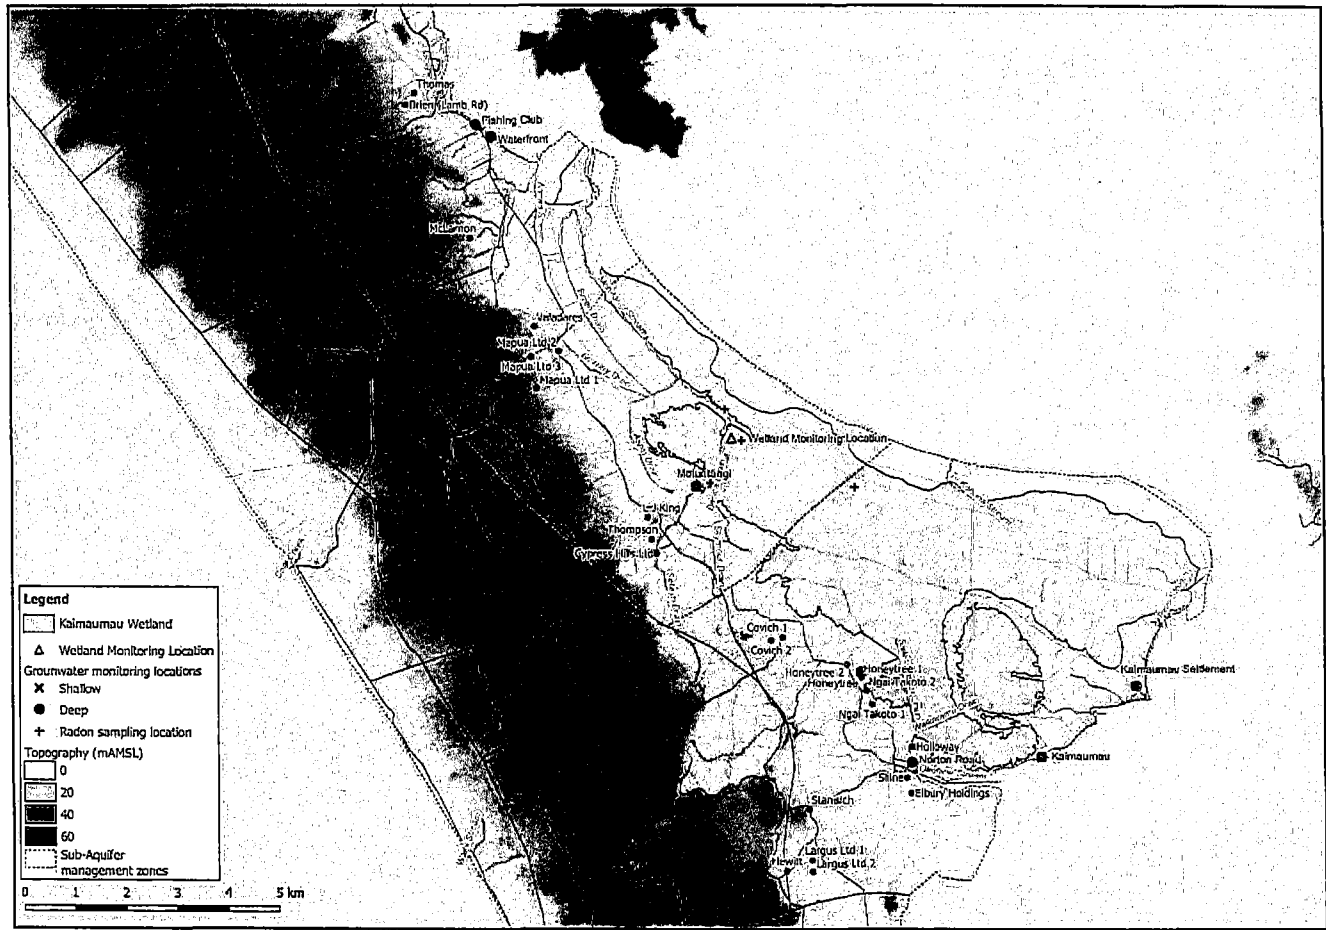 Thomas
Brien (Lamb Rd)
Fishing Club
Waterfront
Valadares
Mapua Ltd 2
Mapua Ltd 3
Mapua Ltd 1
Wetland Monitoring Location
L-J King
Thompson
Cypress Hills Ltd
Covich 1
Covich 2
Honeytree 2
Honeytree 1
Honeytree
Ngai Takoto 2
Ngai Takoto 1
Kaimaumau Settlement
Holloway
Norton Road
Kaimaumau
Stine
Elbury Holdings
Stanisich
Largus Ltd 1
Hewitt
Largus Ltd 2
Legend
Kaimaumau Wetland
Wetland Monitoring Location
Grounwater monitoring locations
Shallow
Deep
Radon sampling location
Topography (mAMSL)
0
20
40
60
Sub-Aquifer
management zones
0 1 2 3 4 5 km